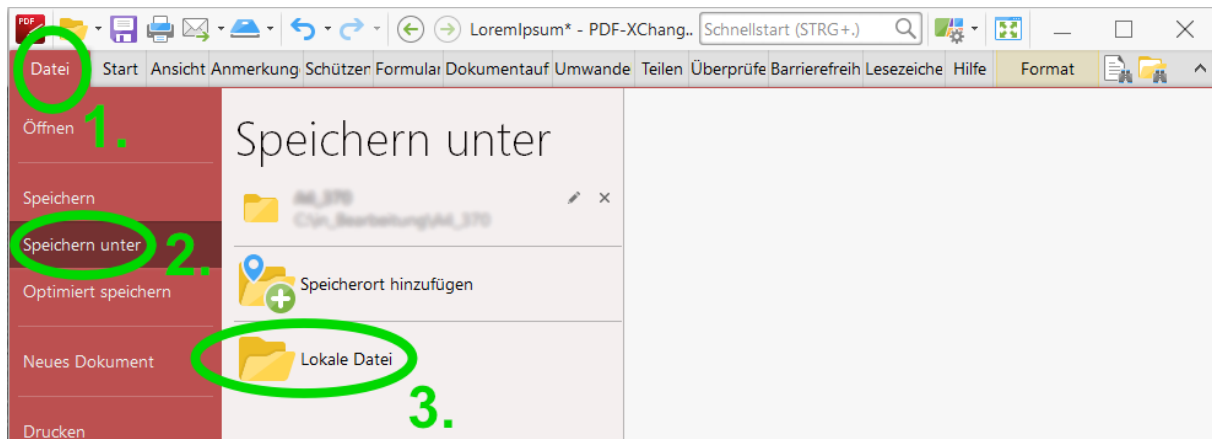 PDF
LoremIpsum* - PDF-XChang..
Schnellstart (STRG+.)
Datei
Start
Ansicht
Anmerkung
Schützen
Formular
Dokumentauf
Umwande
Teilen
Überprüfe
Barrierefreih
Lesezeiche
Hilfe
Format
1.
Öffnen
Speichern
Speichern unter
2.
Optimiert speichern
Neues Dokument
Drucken
Speichern unter
Speicherort hinzufügen
Lokale Datei
3.